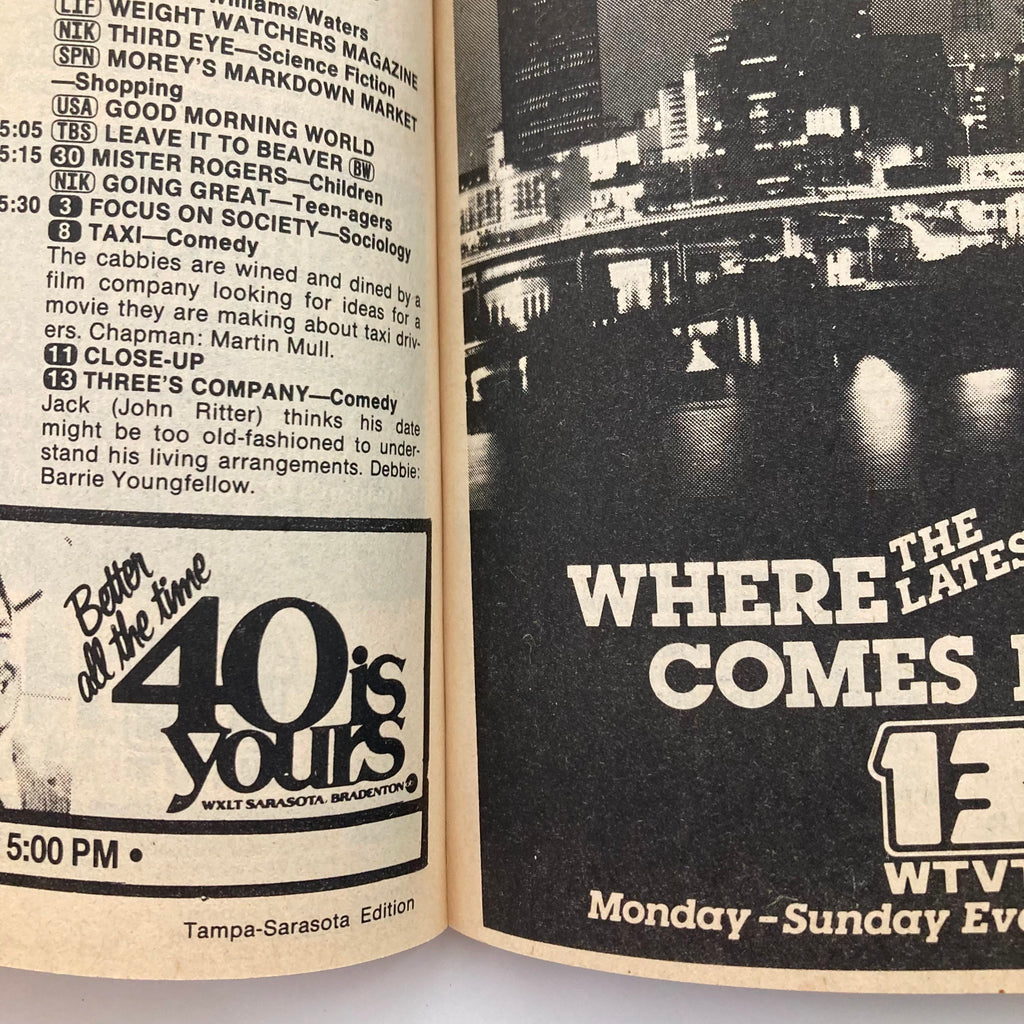 Williams/Waters
LIF WEIGHT WATCHERS MAGAZINE
NIK THIRD EYE—Science Fiction
SPN MOREY'S MARKDOWN MARKET
—Shopping
USA GOOD MORNING WORLD
5:05 TBS LEAVE IT TO BEAVER BW
5:15 30 MISTER ROGERS—Children
NIK GOING GREAT—Teen-agers
5:30 3 FOCUS ON SOCIETY—Sociology
8 TAXI—Comedy
The cabbies are wined and dined by a
film company looking for ideas for a
movie they are making about taxi driv-
ers. Chapman: Martin Mull.
11 CLOSE-UP
13 THREE'S COMPANY—Comedy
Jack (John Ritter) thinks his date
might be too old-fashioned to under-
stand his living arrangements. Debbie:
Barrie Youngfellow.
Better
all the time
40 is
yours
WXLT SARASOTA, BRADENTON
5:00 PM •
Tampa-Sarasota Edition
WHERE THE
LATES
COMES
13
WTVT
Monday-Sunday Eve